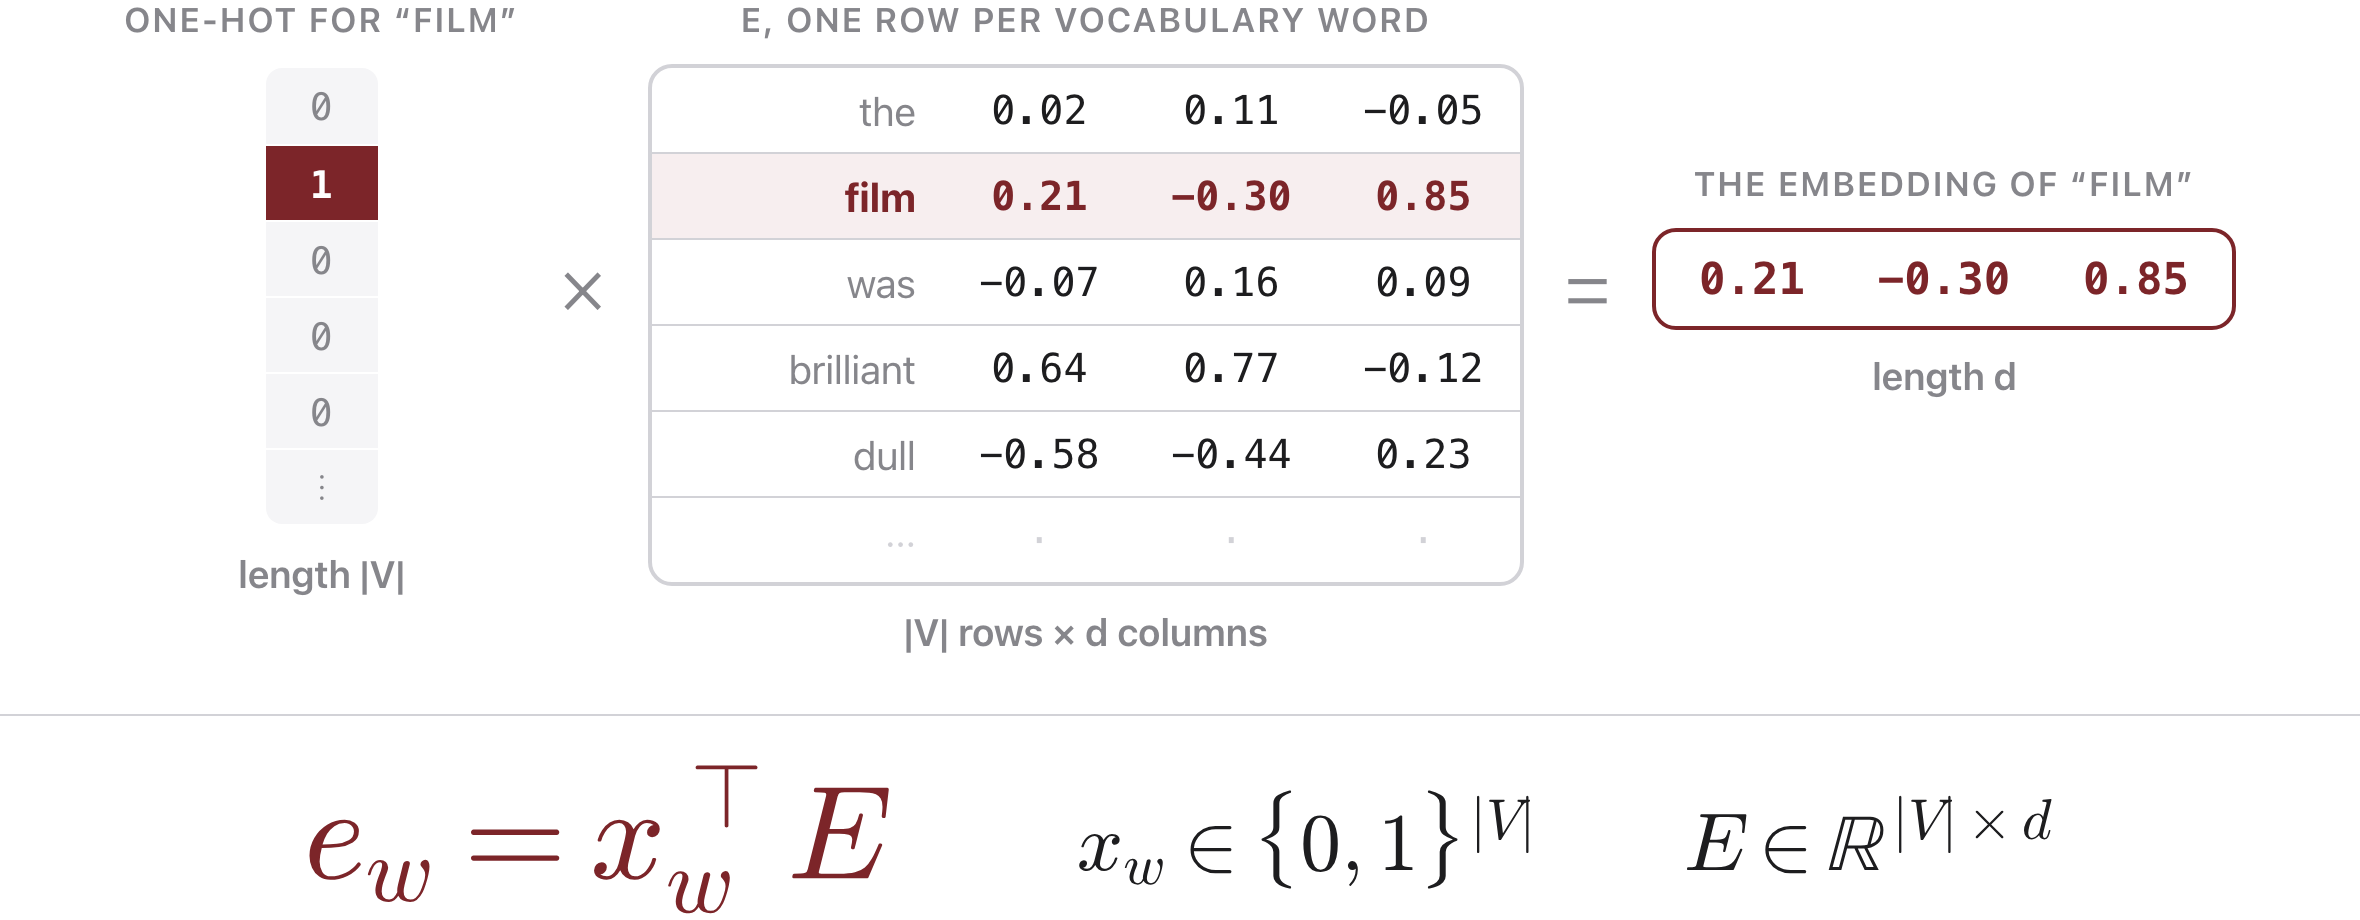 ONE-HOT FOR “FILM”
0
1
0
0
0
⋮
length |V|
×
E, ONE ROW PER VOCABULARY WORD
the 0.02 0.11 −0.05
film 0.21 −0.30 0.85
was −0.07 0.16 0.09
brilliant 0.64 0.77 −0.12
dull −0.58 −0.44 0.23
… · · ·
|V| rows × d columns
=
THE EMBEDDING OF “FILM”
0.21 −0.30 0.85
length d
e_w = x_w^⊤ E
x_w ∈ {0, 1}^{|V|}
E ∈ ℝ^{|V| × d}